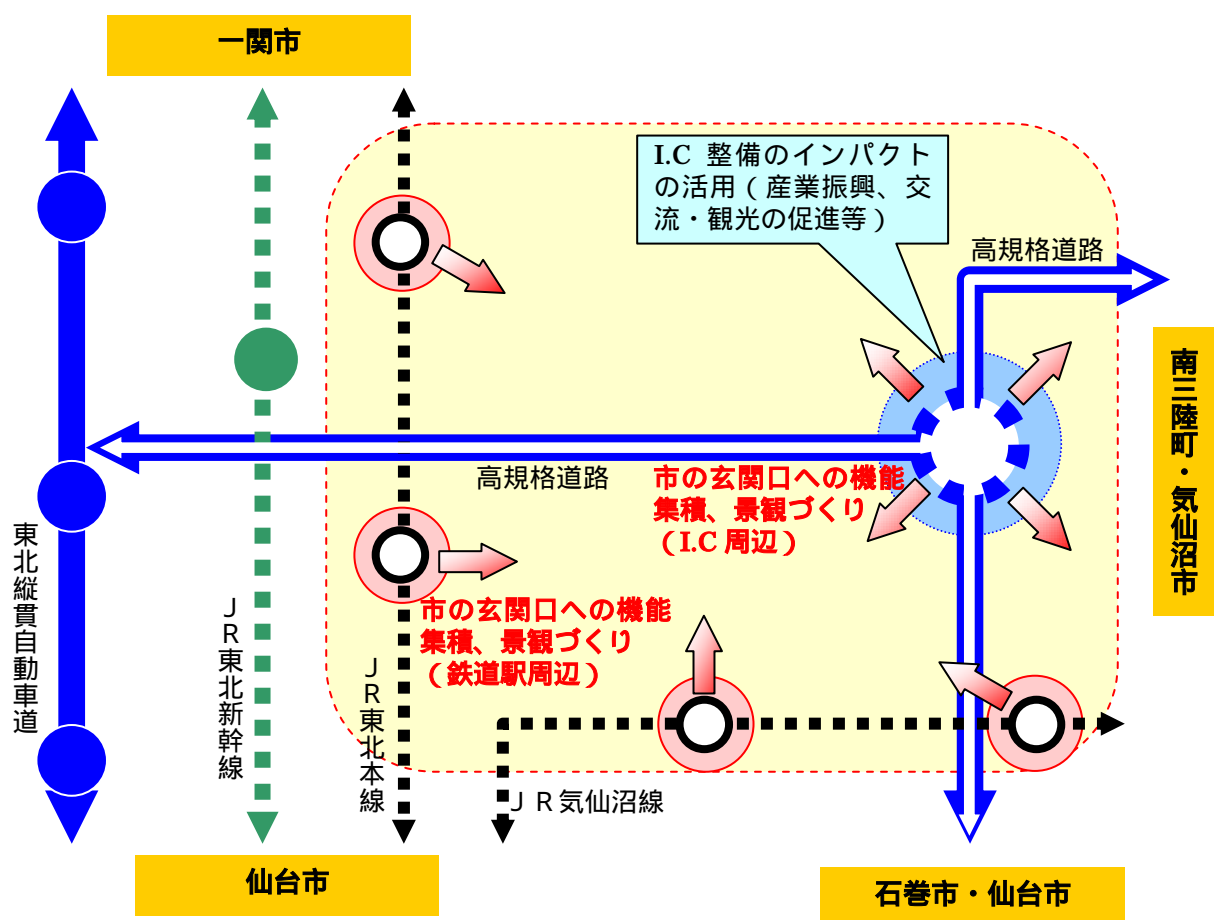 一関市
I.C 整備のインパクト
の活用（産業振興、交
流・観光の促進等）
高規格道路
南三陸町・気仙沼市
高規格道路
市の玄関口への機能
集積、景観づくり
（I.C 周辺）
東北縦貫自動車道
ＪＲ東北新幹線
ＪＲ東北本線
市の玄関口への機能
集積、景観づくり
（鉄道駅周辺）
ＪＲ気仙沼線
仙台市
石巻市・仙台市